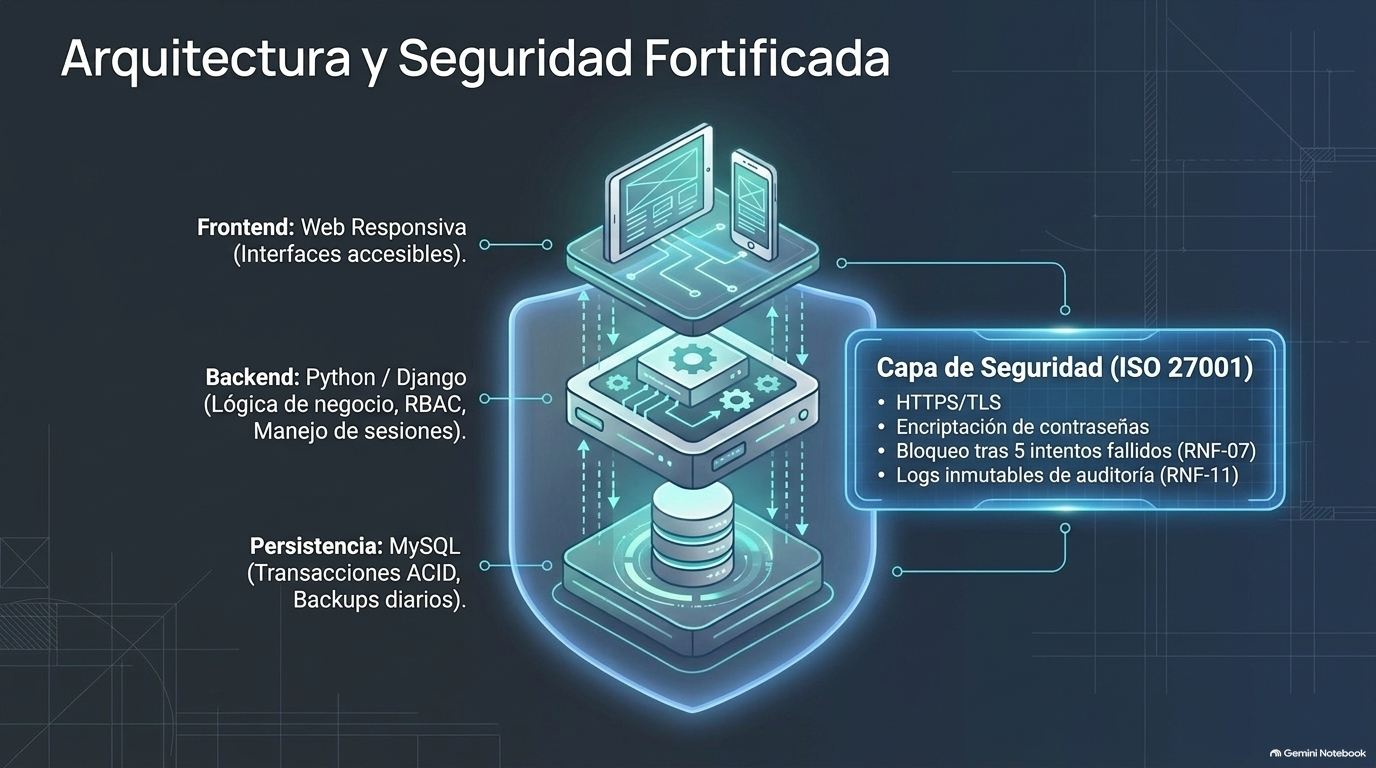 Arquitectura y Seguridad Fortificada
Frontend: Web Responsiva
(Interfaces accesibles).
Backend: Python / Django
(Lógica de negocio, RBAC,
Manejo de sesiones).
Persistencia: MySQL
(Transacciones ACID,
Backups diarios).
Capa de Seguridad (ISO 27001)
• HTTPS/TLS
• Encriptación de contraseñas
• Bloqueo tras 5 intentos fallidos (RNF-07)
• Logs inmutables de auditoría (RNF-11)
Gemini Notebook